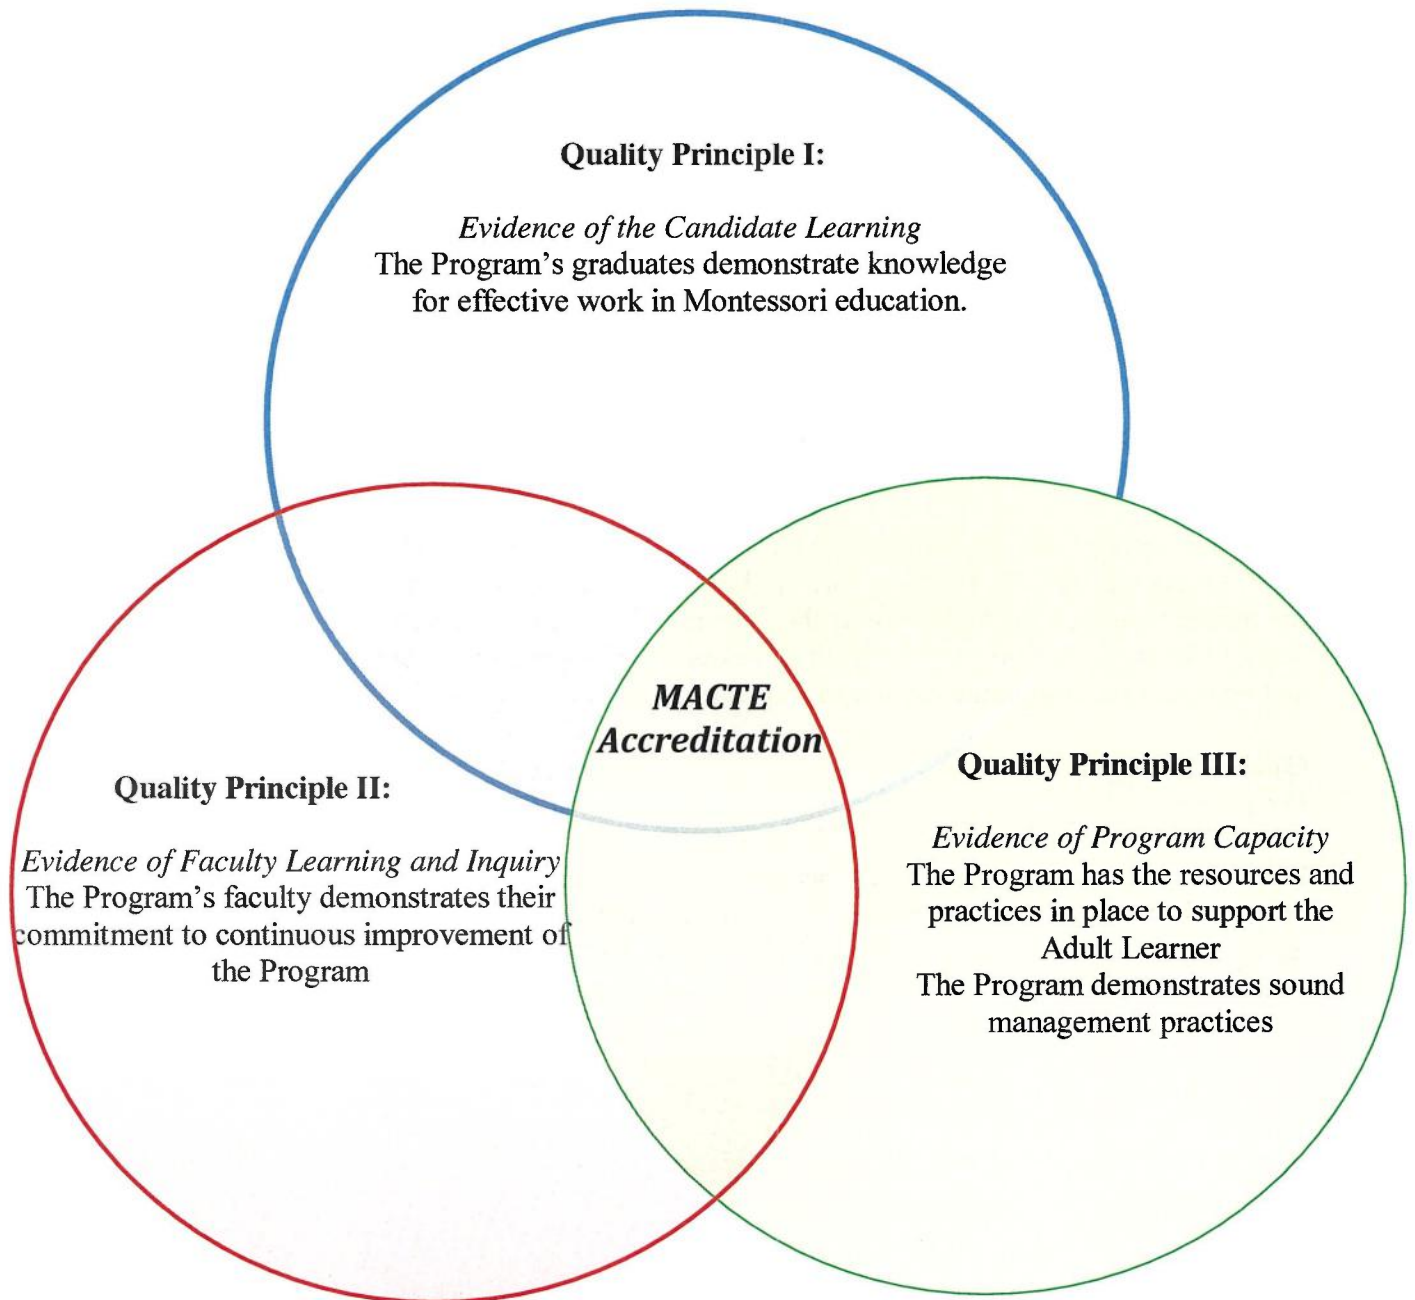 Quality Principle I:
Evidence of the Candidate Learning
The Program's graduates demonstrate knowledge
for effective work in Montessori education.
MACTE
Accreditation
Quality Principle II:
Evidence of Faculty Learning and Inquiry
The Program's faculty demonstrates their
commitment to continuous improvement of
the Program
Quality Principle III:
Evidence of Program Capacity
The Program has the resources and
practices in place to support the
Adult Learner
The Program demonstrates sound
management practices